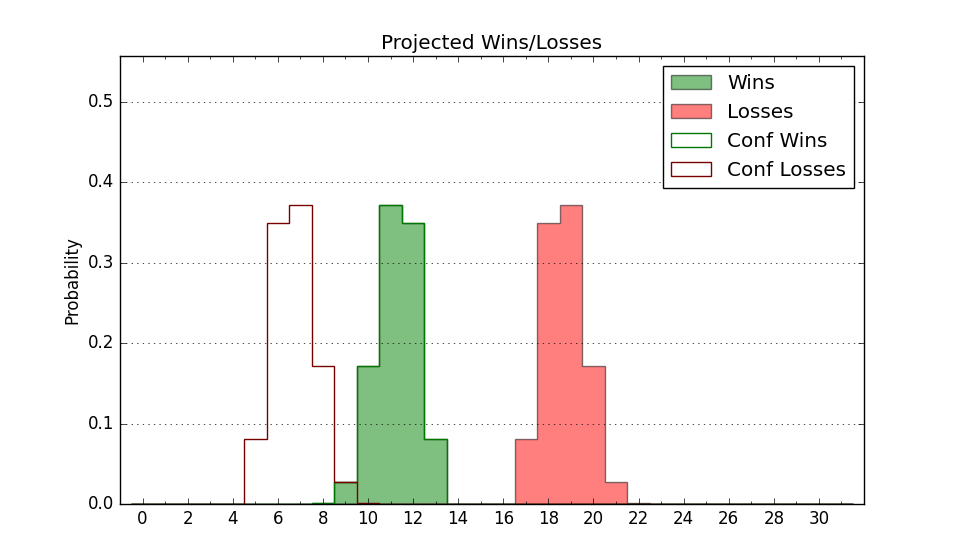 Projected Wins/Losses
Wins
Losses
Conf Wins
Conf Losses
Probability
0.5
0.4
0.3
0.2
0.1
0.0
0 2 4 6 8 10 12 14 16 18 20 22 24 26 28 30